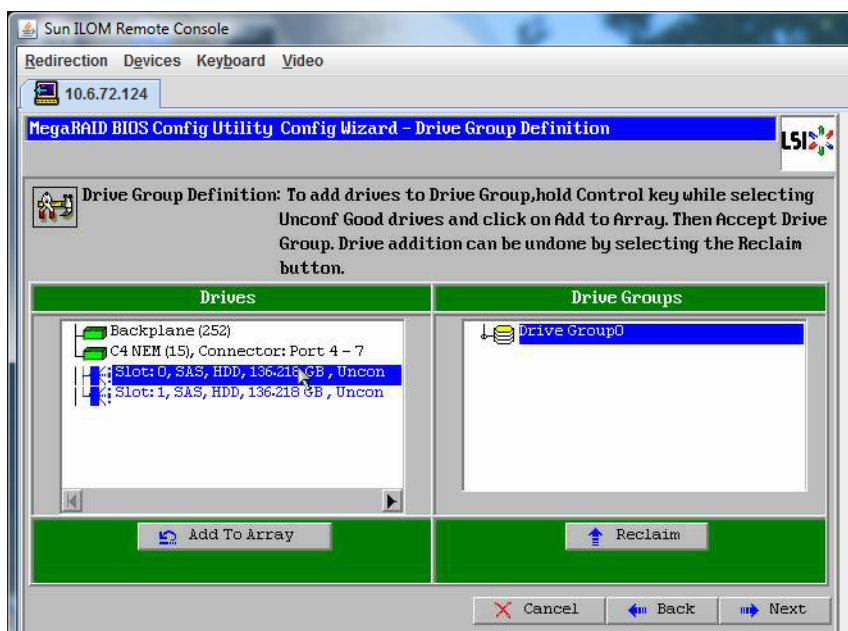 Sun ILOM Remote Console
Redirection Devices Keyboard Video
10.6.72.124
MegaRAID BIOS Config Utility Config Wizard - Drive Group Definition
LSI
Drive Group Definition: To add drives to Drive Group,hold Control key while selecting
Unconf Good drives and click on Add to Array. Then Accept Drive
Group. Drive addition can be undone by selecting the Reclaim
button.
Drives
Drive Groups
Backplane (252)
C4 NEM (15), Connector: Port 4 - 7
Slot: 0, SAS, HDD, 136.218 GB , Uncon
Slot: 1, SAS, HDD, 136.218 GB , Uncon
Drive Group0
Add To Array
Reclaim
Cancel
Back
Next